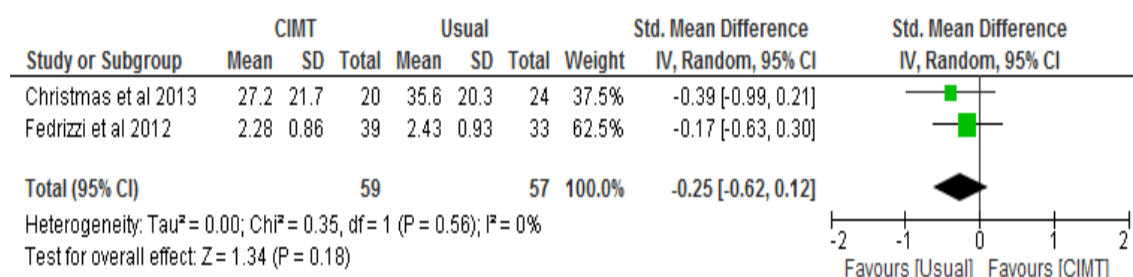 CIMT Usual Std. Mean Difference Std. Mean Difference
Study or Subgroup Mean SD Total Mean SD Total Weight IV, Random, 95% CI IV, Random, 95% CI
Christmas et al 2013 27.2 21.7 20 35.6 20.3 24 37.5% -0.39 [-0.99, 0.21]
Fedrizzi et al 2012 2.28 0.86 39 2.43 0.93 33 62.5% -0.17 [-0.63, 0.30]
Total (95% CI) 59 57 100.0% -0.25 [-0.62, 0.12]
Heterogeneity: Tau² = 0.00; Chi² = 0.35, df = 1 (P = 0.56); I² = 0%
Test for overall effect: Z = 1.34 (P = 0.18)
-2 -1 0 1 2
Favours [Usual] Favours [CIMT]